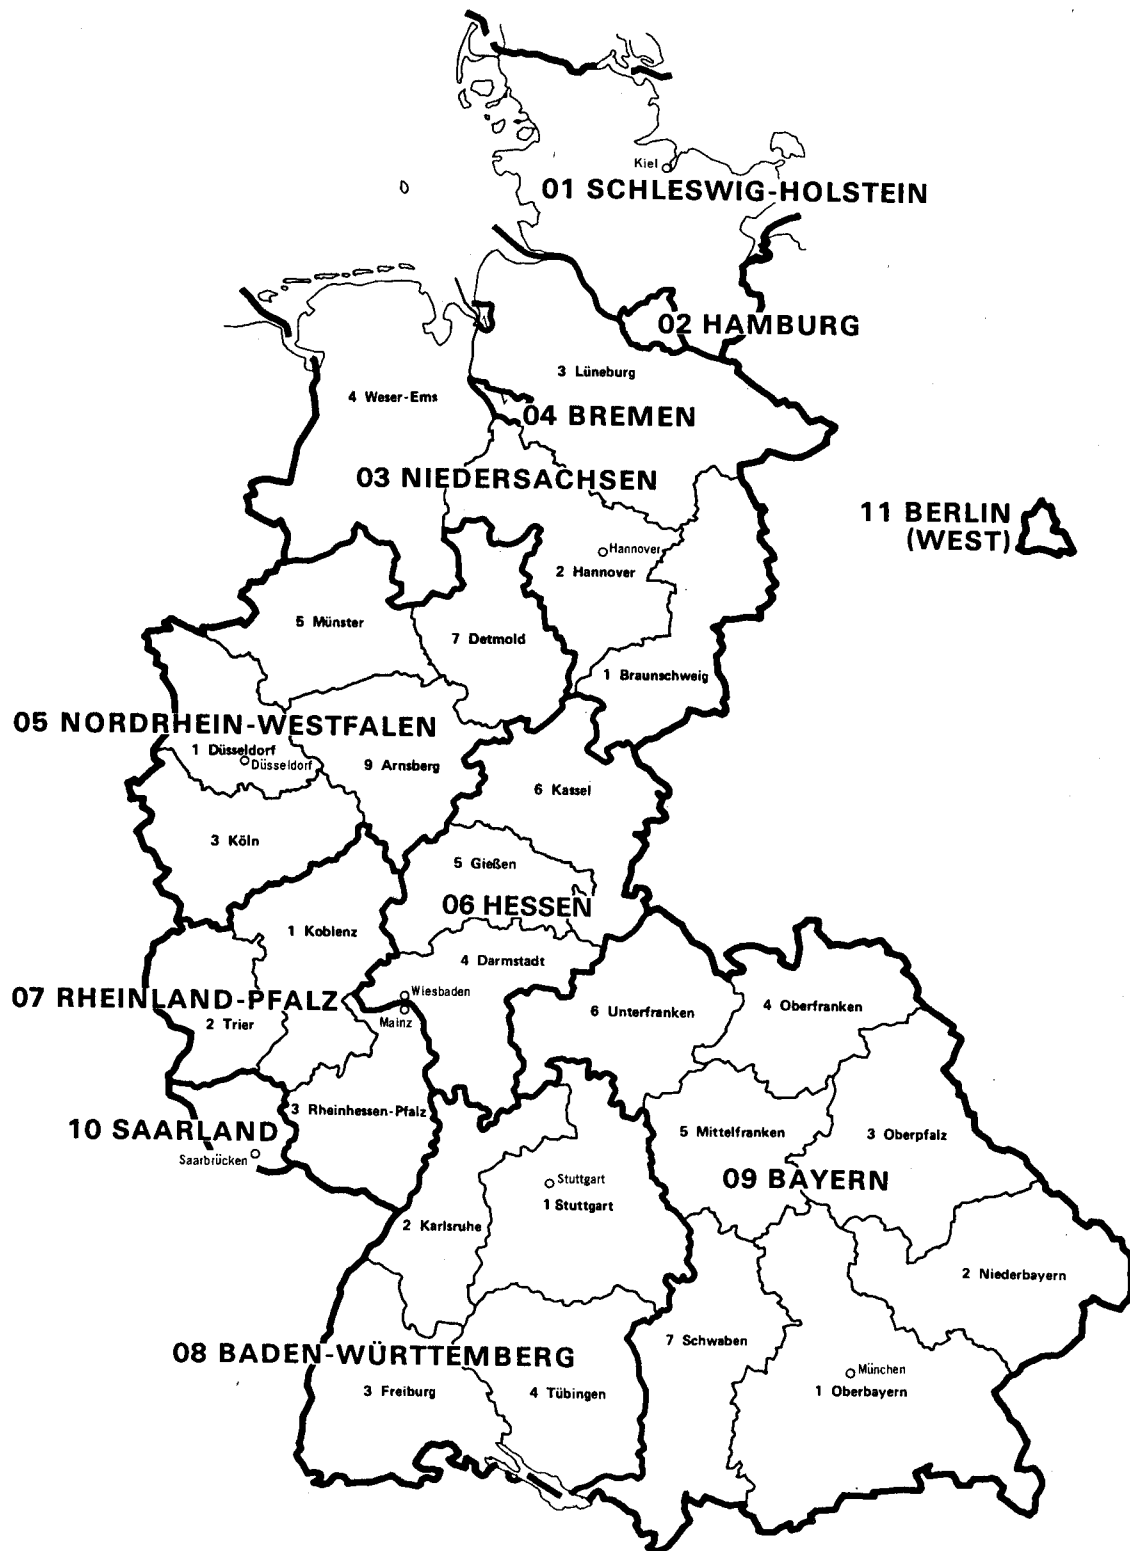 Kiel
01 SCHLESWIG-HOLSTEIN
02 HAMBURG
3 Lüneburg
4 Weser-Ems
04 BREMEN
03 NIEDERSACHSEN
11 BERLIN
(WEST)
Hannover
2 Hannover
5 Münster
7 Detmold
1 Braunschweig
05 NORDRHEIN-WESTFALEN
1 Düsseldorf
Düsseldorf
9 Arnsberg
6 Kassel
3 Köln
5 Gießen
06 HESSEN
1 Koblenz
4 Darmstadt
Wiesbaden
07 RHEINLAND-PFALZ
Mainz
2 Trier
6 Unterfranken
4 Oberfranken
3 Rheinhessen-Pfalz
10 SAARLAND
Saarbrücken
5 Mittelfranken
3 Oberpfalz
09 BAYERN
Stuttgart
1 Stuttgart
2 Karlsruhe
2 Niederbayern
7 Schwaben
08 BADEN-WÜRTTEMBERG
München
1 Oberbayern
3 Freiburg
4 Tübingen